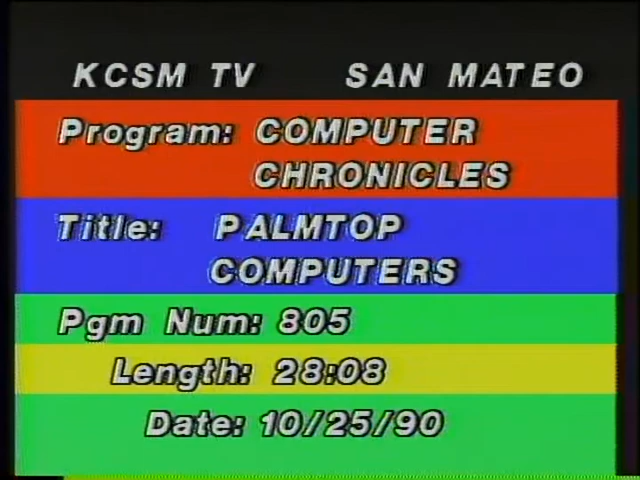 KCSM TV SAN MATEO
Program: COMPUTER
CHRONICLES
Title: PALMTOP
COMPUTERS
Pgm Num: 805
Length: 28:08
Date: 10/25/90